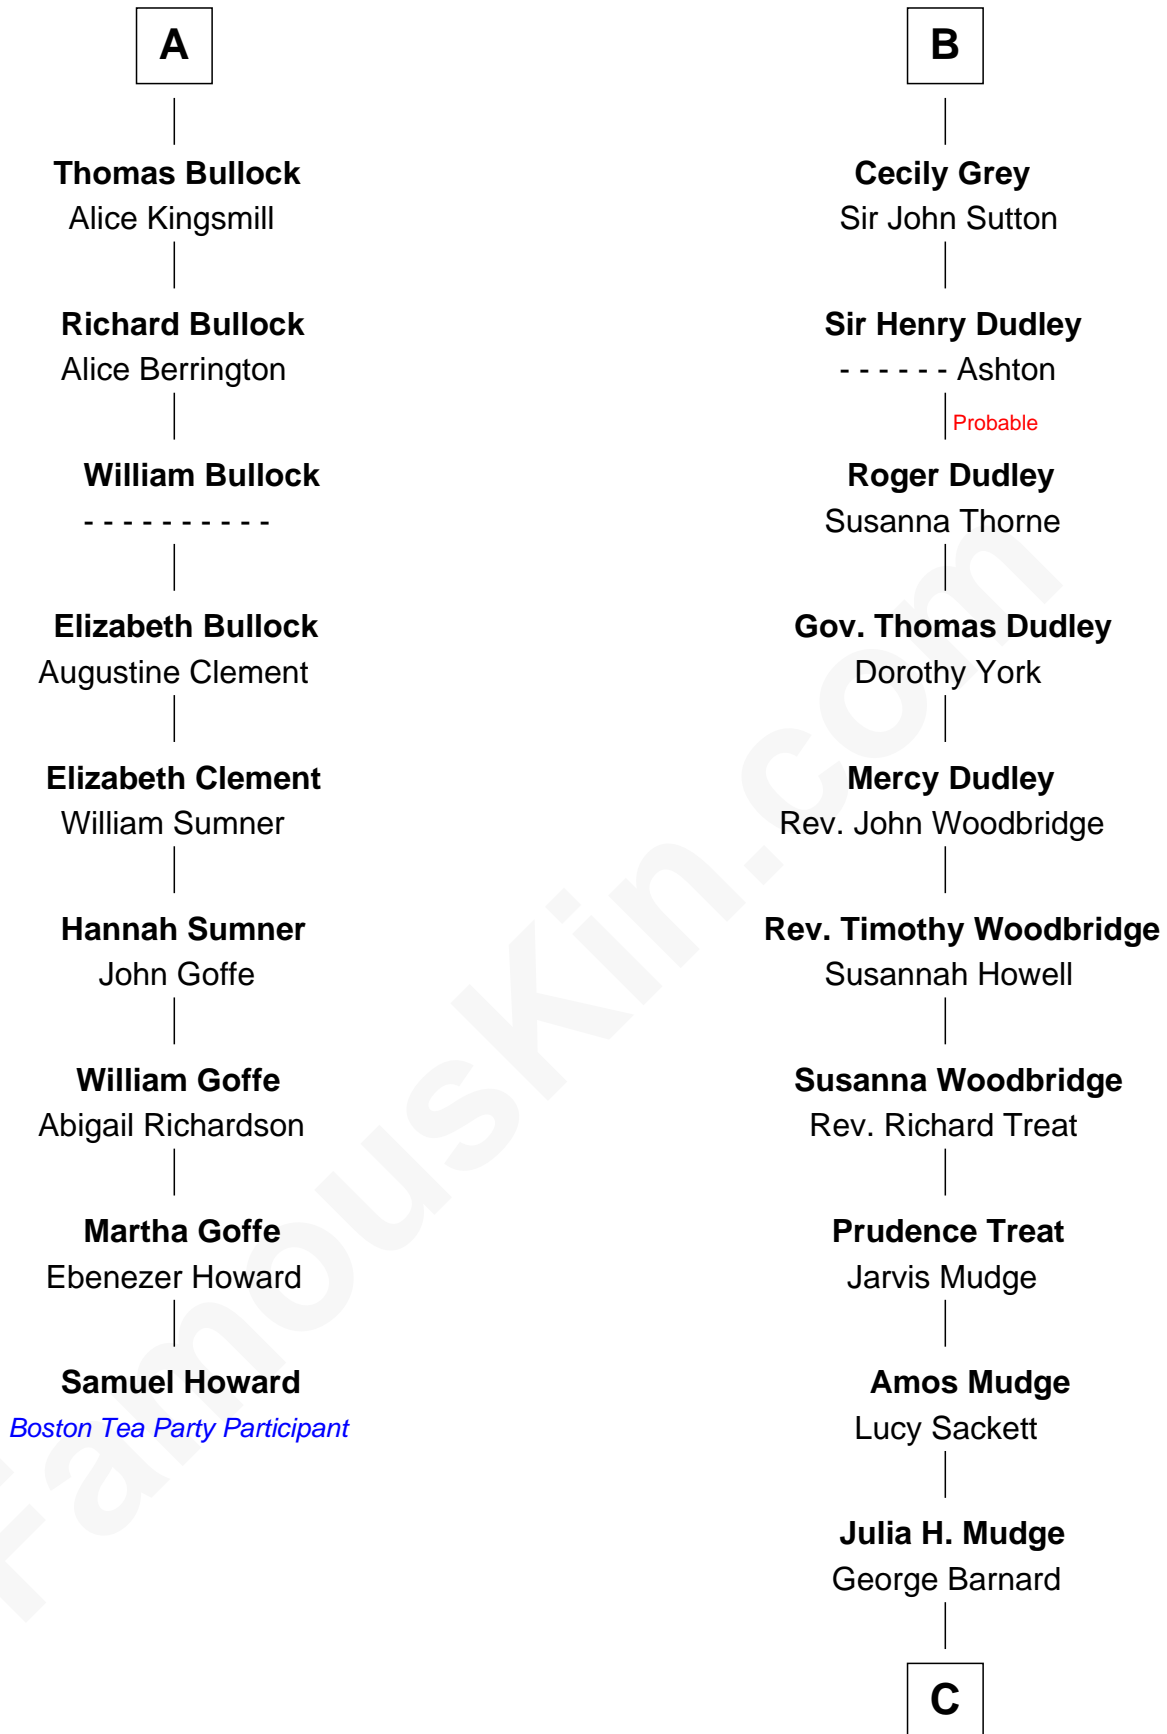 A
Thomas Bullock
Alice Kingsmill
Richard Bullock
Alice Berrington
William Bullock
- - - - - - - - - -
Elizabeth Bullock
Augustine Clement
Elizabeth Clement
William Sumner
Hannah Sumner
John Goffe
William Goffe
Abigail Richardson
Martha Goffe
Ebenezer Howard
Samuel Howard
Boston Tea Party Participant
B
Cecily Grey
Sir John Sutton
Sir Henry Dudley
- - - - - - Ashton
Probable
Roger Dudley
Susanna Thorne
Gov. Thomas Dudley
Dorothy York
Mercy Dudley
Rev. John Woodbridge
Rev. Timothy Woodbridge
Susannah Howell
Susanna Woodbridge
Rev. Richard Treat
Prudence Treat
Jarvis Mudge
Amos Mudge
Lucy Sackett
Julia H. Mudge
George Barnard
C
FamousKin.com